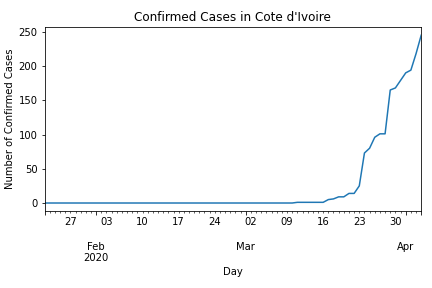 Confirmed Cases in Cote d'Ivoire
250
200
150
100
50
0
Number of Confirmed Cases
27 03 10 17 24 02 09 16 23 30
Feb Mar Apr
2020
Day